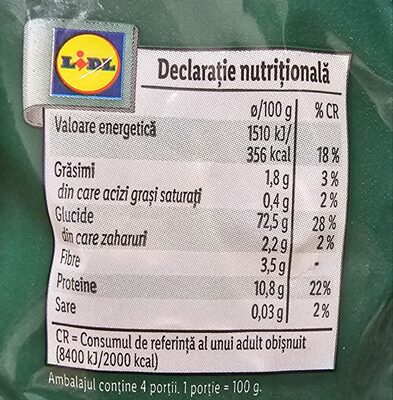 LIDL
Declarație nutrițională
ø/100 g % CR
Valoare energetică 1510 kJ/
356 kcal 18 %
Grăsimi 1,8 g 3 %
din care acizi grași saturați 0,4 g 2 %
Glucide 72,5 g 28 %
din care zaharuri 2,2 g 2 %
Fibre 3,5 g -
Proteine 10,8 g 22%
Sare 0,03 g 2 %
CR = Consumul de referință al unui adult obișnuit
(8400 kJ/2000 kcal)
Ambalajul conține 4 porții. 1 porție = 100 g.